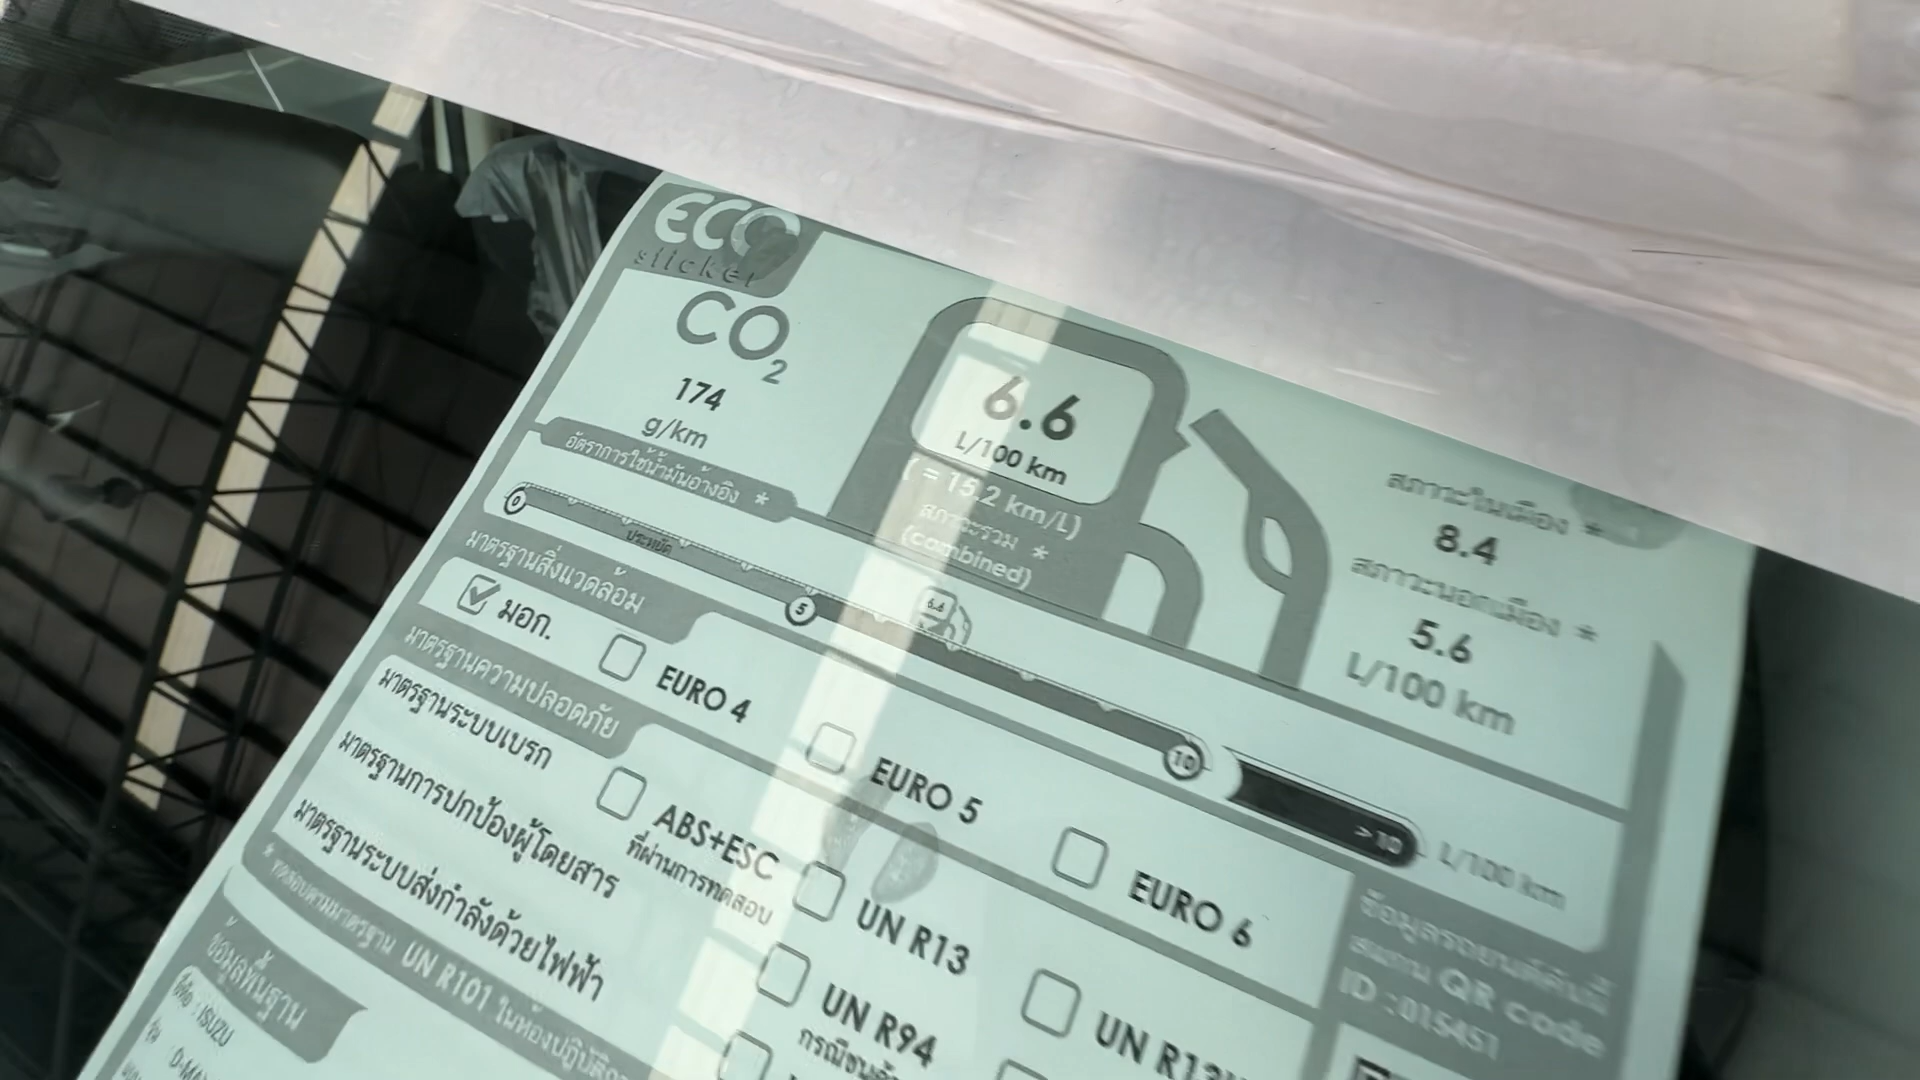 ECO
sticker
CO2
174
g/km
6.6
L/100 km
( = 15.2 km/L)
สภาวะรวม *
(combined)
สภาวะในเมือง *
8.4
สภาวะนอกเมือง *
5.6
L/100 km
อัตราการใช้น้ำมันอ้างอิง *
0
ประหยัด
5
6.6
10
>10
L/100 km
มาตรฐานสิ่งแวดล้อม
มอก.
EURO 4
EURO 5
EURO 6
มาตรฐานความปลอดภัย
มาตรฐานระบบเบรก
ABS+ESC
ที่ผ่านการทดสอบ
UN R13
มาตรฐานการปกป้องผู้โดยสาร
UN R94
มาตรฐานระบบส่งกำลังด้วยไฟฟ้า
* ทดสอบตามมาตรฐาน UN R101 ในห้องปฏิบัติ
ข้อมูลรถยนต์คันนี้
สแกน QR code
ID : 015451
ข้อมูลพื้นฐาน
ยี่ห้อ : ISUZU
รุ่น